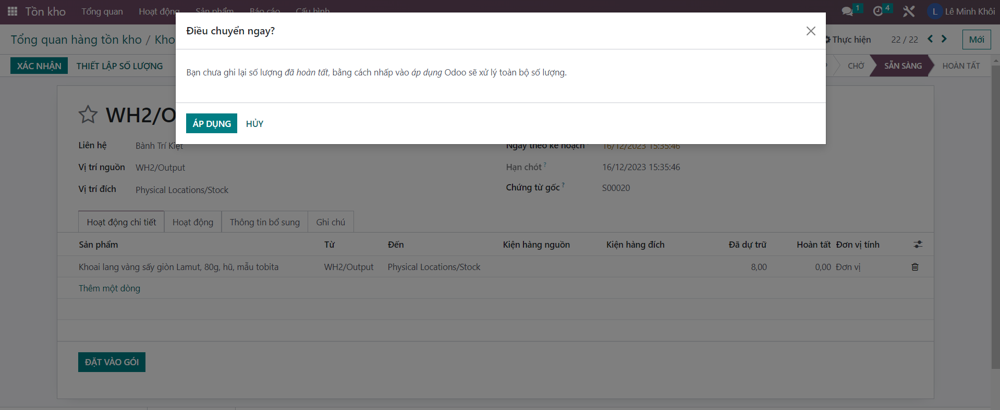 Tồn kho Tổng quan Hoạt động Sản phẩm Báo cáo Cấu hình 1 4 L Lê Minh Khôi
Điều chuyển ngay?
Tổng quan hàng tồn kho / Kho Thực hiện 22 / 22 Mới
XÁC NHẬN THIẾT LẬP SỐ LƯỢNG CHỜ SẴN SÀNG HOÀN TẤT
Bạn chưa ghi lại số lượng đã hoàn tất, bằng cách nhấp vào áp dụng Odoo sẽ xử lý toàn bộ số lượng.
WH2/O
ÁP DỤNG HỦY
Liên hệ Bành Trí Kiệt Ngày theo kế hoạch 16/12/2023 15:35:46
Vị trí nguồn WH2/Output Hạn chót ? 16/12/2023 15:35:46
Vị trí đích Physical Locations/Stock Chứng từ gốc ? S00020
Hoạt động chi tiết Hoạt động Thông tin bổ sung Ghi chú
Sản phẩm Từ Đến Kiện hàng nguồn Kiện hàng đích Đã dự trữ Hoàn tất Đơn vị tính
Khoai lang vàng sấy giòn Lamut, 80g, hũ, mẫu tobita WH2/Output Physical Locations/Stock 8,00 0,00 Đơn vị
Thêm một dòng
ĐẶT VÀO GÓI